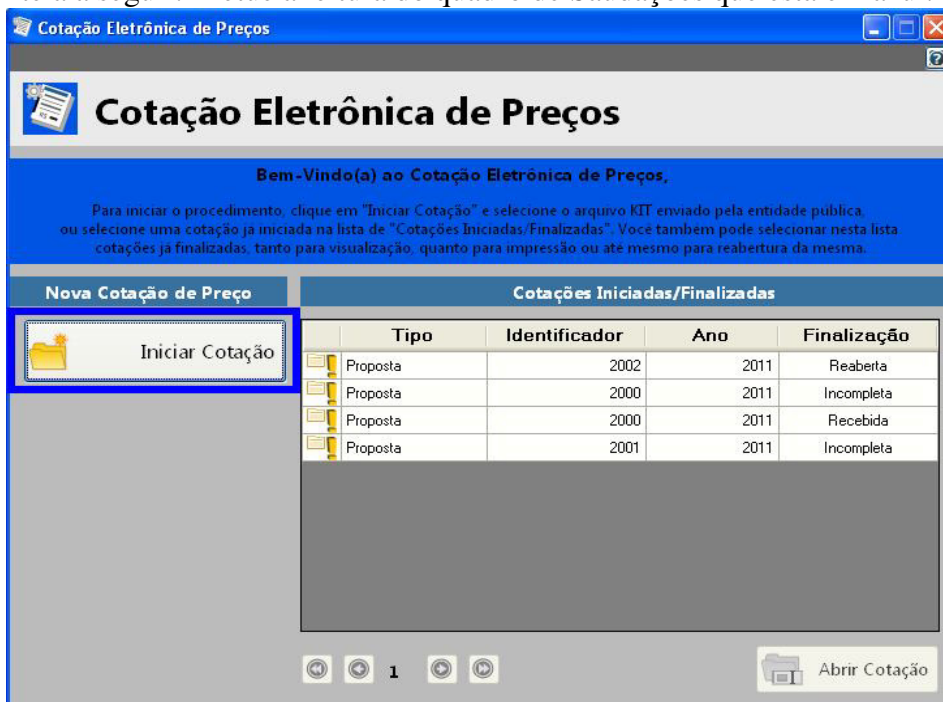 Cotação Eletrônica de Preços
Cotação Eletrônica de Preços
Bem-Vindo(a) ao Cotação Eletrônica de Preços,
Para iniciar o procedimento, clique em "Iniciar Cotação" e selecione o arquivo KIT enviado pela entidade pública,
ou selecione uma cotação já iniciada na lista de "Cotações Iniciadas/Finalizadas". Você também pode selecionar nesta lista
cotações já finalizadas, tanto para visualização, quanto para impressão ou até mesmo para reabertura da mesma.
Nova Cotação de Preço
Cotações Iniciadas/Finalizadas
Iniciar Cotação
Tipo Identificador Ano Finalização
Proposta 2002 2011 Reaberta
Proposta 2000 2011 Incompleta
Proposta 2000 2011 Recebida
Proposta 2001 2011 Incompleta
1
Abrir Cotação